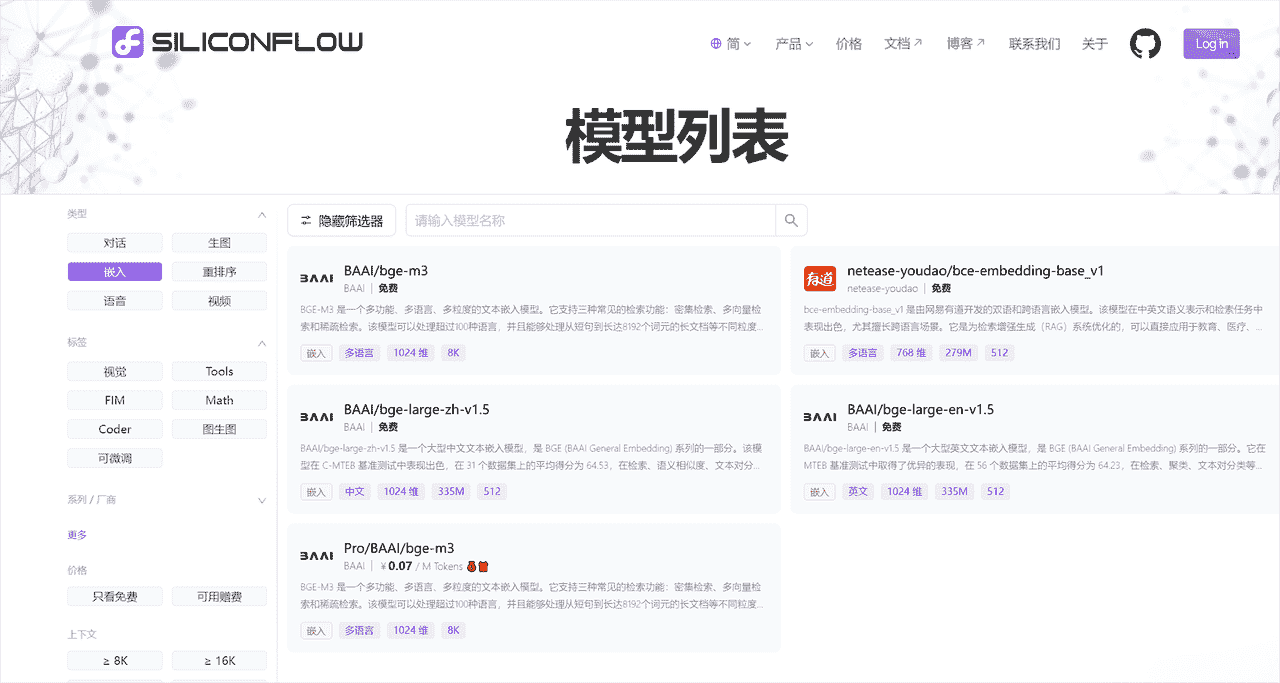 SILICONFLOW
简
产品
价格
文档
博客
联系我们
关于
Log in
模型列表
类型
对话
生图
嵌入
重排序
语音
视频
标签
视觉
Tools
FIM
Math
Coder
图生图
可微调
系列 / 厂商
更多
价格
只看免费
可用赠费
上下文
≥ 8K
≥ 16K
隐藏筛选器
请输入模型名称
BAAI
BAAI/bge-m3
BAAI | 免费
BGE-M3 是一个多功能、多语言、多粒度的文本嵌入模型。它支持三种常见的检索功能：密集检索、多向量检
索和稀疏检索。该模型可以处理超过100种语言，并且能够处理从短句到长达8192个词元的长文档等不同粒度...
嵌入 多语言 1024 维 8K
有道
netease-youdao/bce-embedding-base_v1
netease-youdao | 免费
bce-embedding-base_v1 是由网易有道开发的双语和跨语言嵌入模型。该模型在中英文语义表示和检索任务中
表现出色，尤其擅长跨语言场景。它是为检索增强生成（RAG）系统优化的，可以直接应用于教育、医疗、...
嵌入 多语言 768 维 279M 512
BAAI
BAAI/bge-large-zh-v1.5
BAAI | 免费
BAAI/bge-large-zh-v1.5 是一个大型中文文本嵌入模型，是 BGE (BAAI General Embedding) 系列的一部分。该模
型在 C-MTEB 基准测试中表现出色，在 31 个数据集上的平均得分为 64.53，在检索、语义相似度、文本对分...
嵌入 中文 1024 维 335M 512
BAAI
BAAI/bge-large-en-v1.5
BAAI | 免费
BAAI/bge-large-en-v1.5 是一个大型英文文本嵌入模型，是 BGE (BAAI General Embedding) 系列的一部分。它在
MTEB 基准测试中取得了优异的表现，在 56 个数据集上的平均得分为 64.23，在检索、聚类、文本对分类等...
嵌入 英文 1024 维 335M 512
BAAI
Pro/BAAI/bge-m3
BAAI | ￥0.07 / M Tokens
BGE-M3 是一个多功能、多语言、多粒度的文本嵌入模型。它支持三种常见的检索功能：密集检索、多向量检
索和稀疏检索。该模型可以处理超过100种语言，并且能够处理从短句到长达8192个词元的长文档等不同粒度...
嵌入 多语言 1024 维 8K